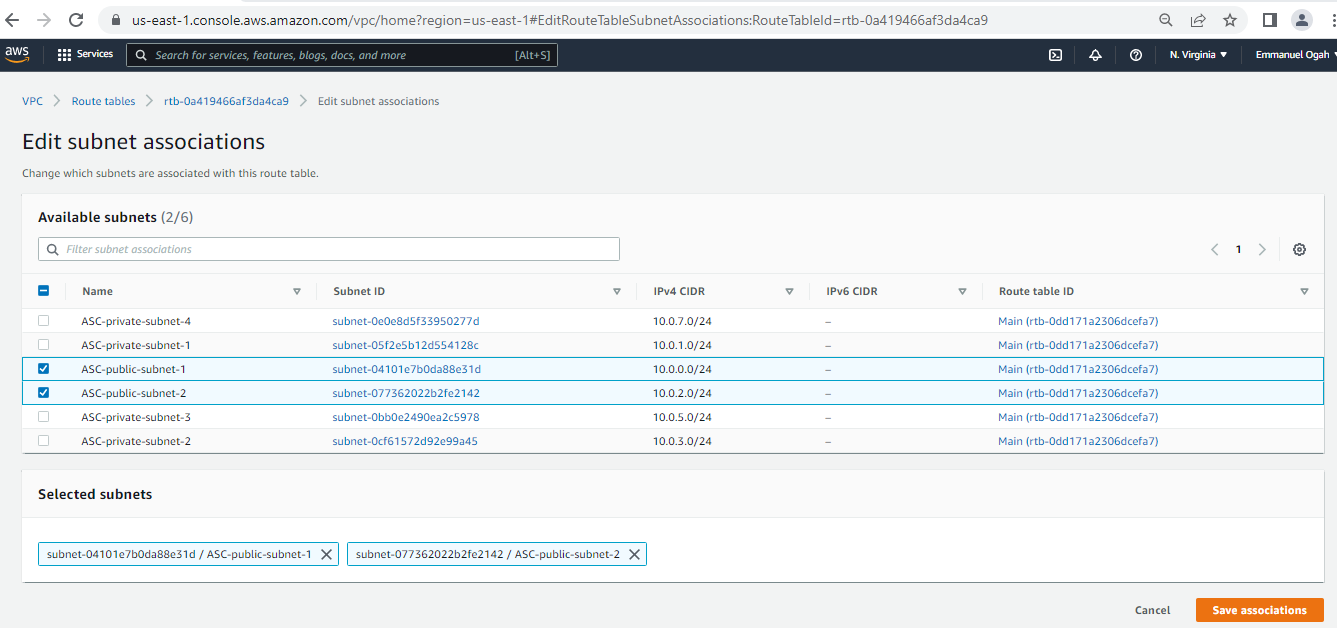 us-east-1.console.aws.amazon.com/vpc/home?region=us-east-1#EditRouteTableSubnetAssociations:RouteTableId=rtb-0a419466af3da4ca9
aws Services Search for services, features, blogs, docs, and more [Alt+S] N. Virginia Emmanuel Ogah
VPC Route tables rtb-0a419466af3da4ca9 Edit subnet associations
Edit subnet associations
Change which subnets are associated with this route table.
Available subnets (2/6)
Filter subnet associations 1
Name Subnet ID IPv4 CIDR IPv6 CIDR Route table ID
ASC-private-subnet-4 subnet-0e0e8d5f33950277d 10.0.7.0/24 – Main (rtb-0dd171a2306dcefa7)
ASC-private-subnet-1 subnet-05f2e5b12d554128c 10.0.1.0/24 – Main (rtb-0dd171a2306dcefa7)
ASC-public-subnet-1 subnet-04101e7b0da88e31d 10.0.0.0/24 – Main (rtb-0dd171a2306dcefa7)
ASC-public-subnet-2 subnet-077362022b2fe2142 10.0.2.0/24 – Main (rtb-0dd171a2306dcefa7)
ASC-private-subnet-3 subnet-0bb0e2490ea2c5978 10.0.5.0/24 – Main (rtb-0dd171a2306dcefa7)
ASC-private-subnet-2 subnet-0cf61572d92e99a45 10.0.3.0/24 – Main (rtb-0dd171a2306dcefa7)
Selected subnets
subnet-04101e7b0da88e31d / ASC-public-subnet-1 subnet-077362022b2fe2142 / ASC-public-subnet-2
Cancel Save associations